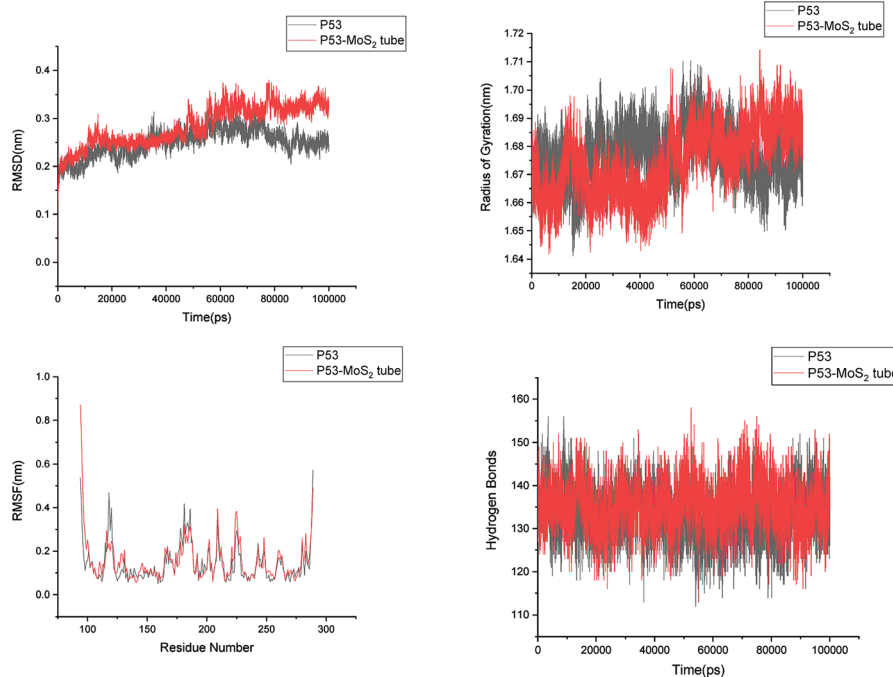 P53
P53-MoS₂ tube
RMSD(nm)
0.4
0.3
0.2
0.1
0.0
0 20000 40000 60000 80000 100000
Time(ps)
P53
P53-MoS₂ tube
Radius of Gyration(nm)
1.72
1.71
1.70
1.69
1.68
1.67
1.66
1.65
1.64
0 20000 40000 60000 80000 100000
Time(ps)
P53
P53-MoS₂ tube
RMSF(nm)
1.0
0.8
0.6
0.4
0.2
0.0
100 150 200 250 300
Residue Number
P53
P53-MoS₂ tube
Hydrogen Bonds
160
150
140
130
120
110
0 20000 40000 60000 80000 100000
Time(ps)